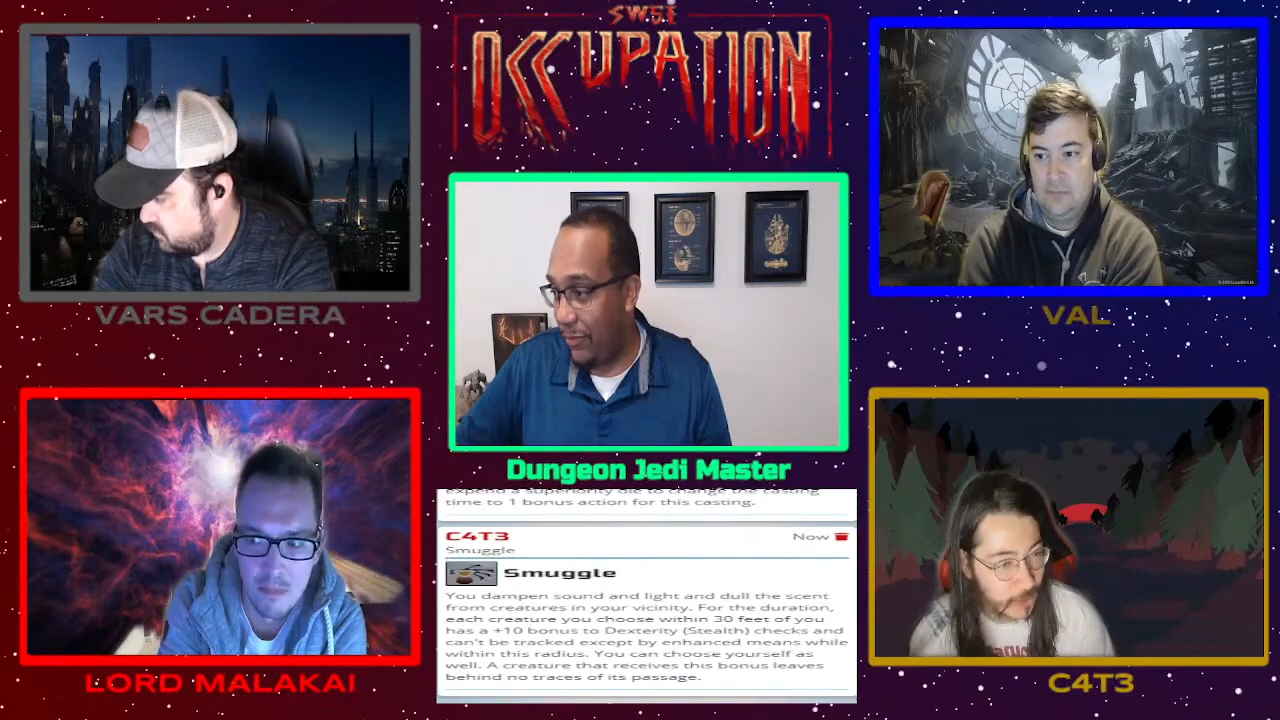 SW5E
OCCUPATION
VARS CADERA
VAL
Dungeon Jedi Master
expend a superiority die to change the casting
time to 1 bonus action for this casting.
C4T3
Now
Smuggle
Smuggle
You dampen sound and light and dull the scent
from creatures in your vicinity. For the duration,
each creature you choose within 30 feet of you
has a +10 bonus to Dexterity (Stealth) checks and
can't be tracked except by enhanced means while
within this radius. You can choose yourself as
well. A creature that receives this bonus leaves
behind no traces of its passage.
LORD MALAKAI
C4T3